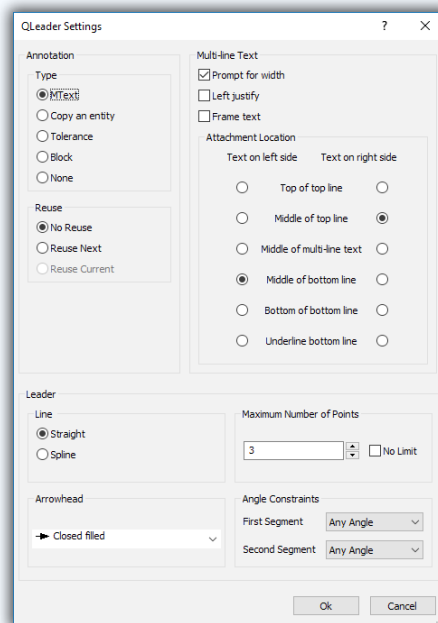 QLeader Settings
Annotation
Type
MText
Copy an entity
Tolerance
Block
None
Reuse
No Reuse
Reuse Next
Reuse Current
Multi-line Text
Prompt for width
Left justify
Frame text
Attachment Location
Text on left side Text on right side
Top of top line
Middle of top line
Middle of multi-line text
Middle of bottom line
Bottom of bottom line
Underline bottom line
Leader
Line
Straight
Spline
Maximum Number of Points
3 No Limit
Arrowhead
Closed filled
Angle Constraints
First Segment Any Angle
Second Segment Any Angle
Ok Cancel